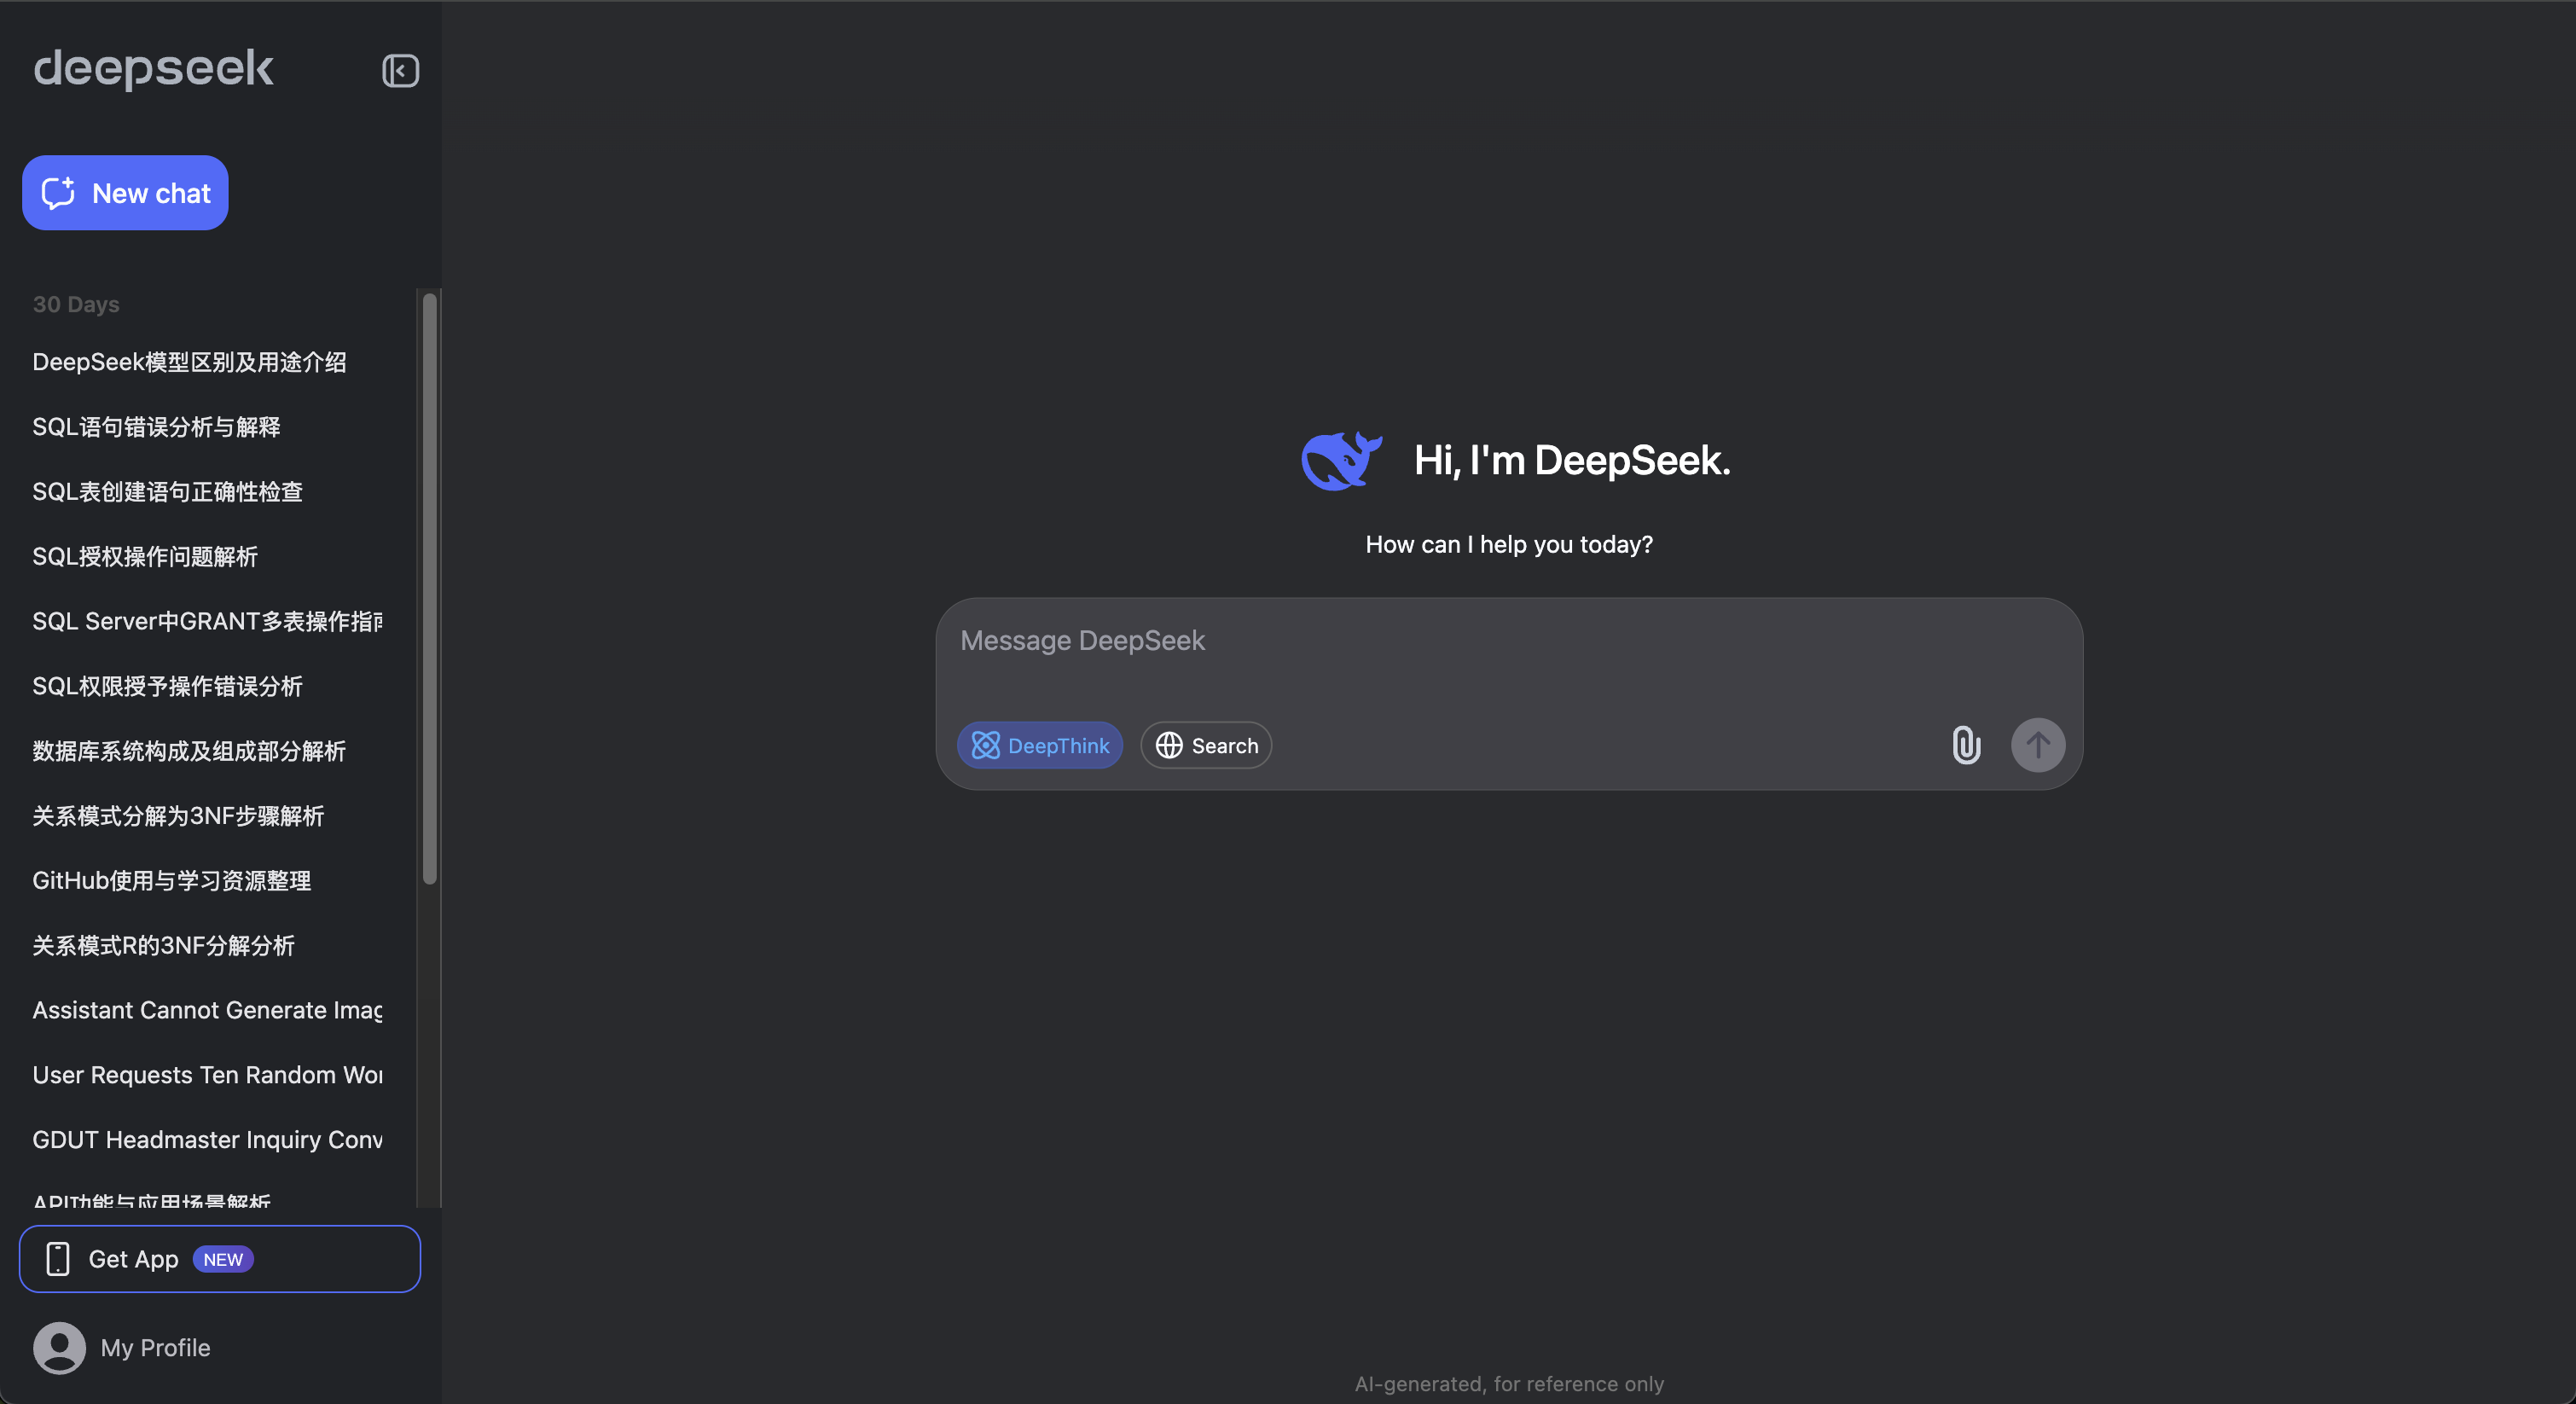 deepseek
New chat
30 Days
DeepSeek模型区别及用途介绍
SQL语句错误分析与解释
SQL表创建语句正确性检查
SQL授权操作问题解析
SQL Server中GRANT多表操作指
SQL权限授予操作错误分析
数据库系统构成及组成部分解析
关系模式分解为3NF步骤解析
GitHub使用与学习资源整理
关系模式R的3NF分解分析
Assistant Cannot Generate
User Requests Ten Random
GDUT Headmaster Inquiry Conv
API功能与应用场景解析
Get App NEW
My Profile
Hi, I'm DeepSeek.
How can I help you today?
Message DeepSeek
DeepThink Search
AI-generated, for reference only